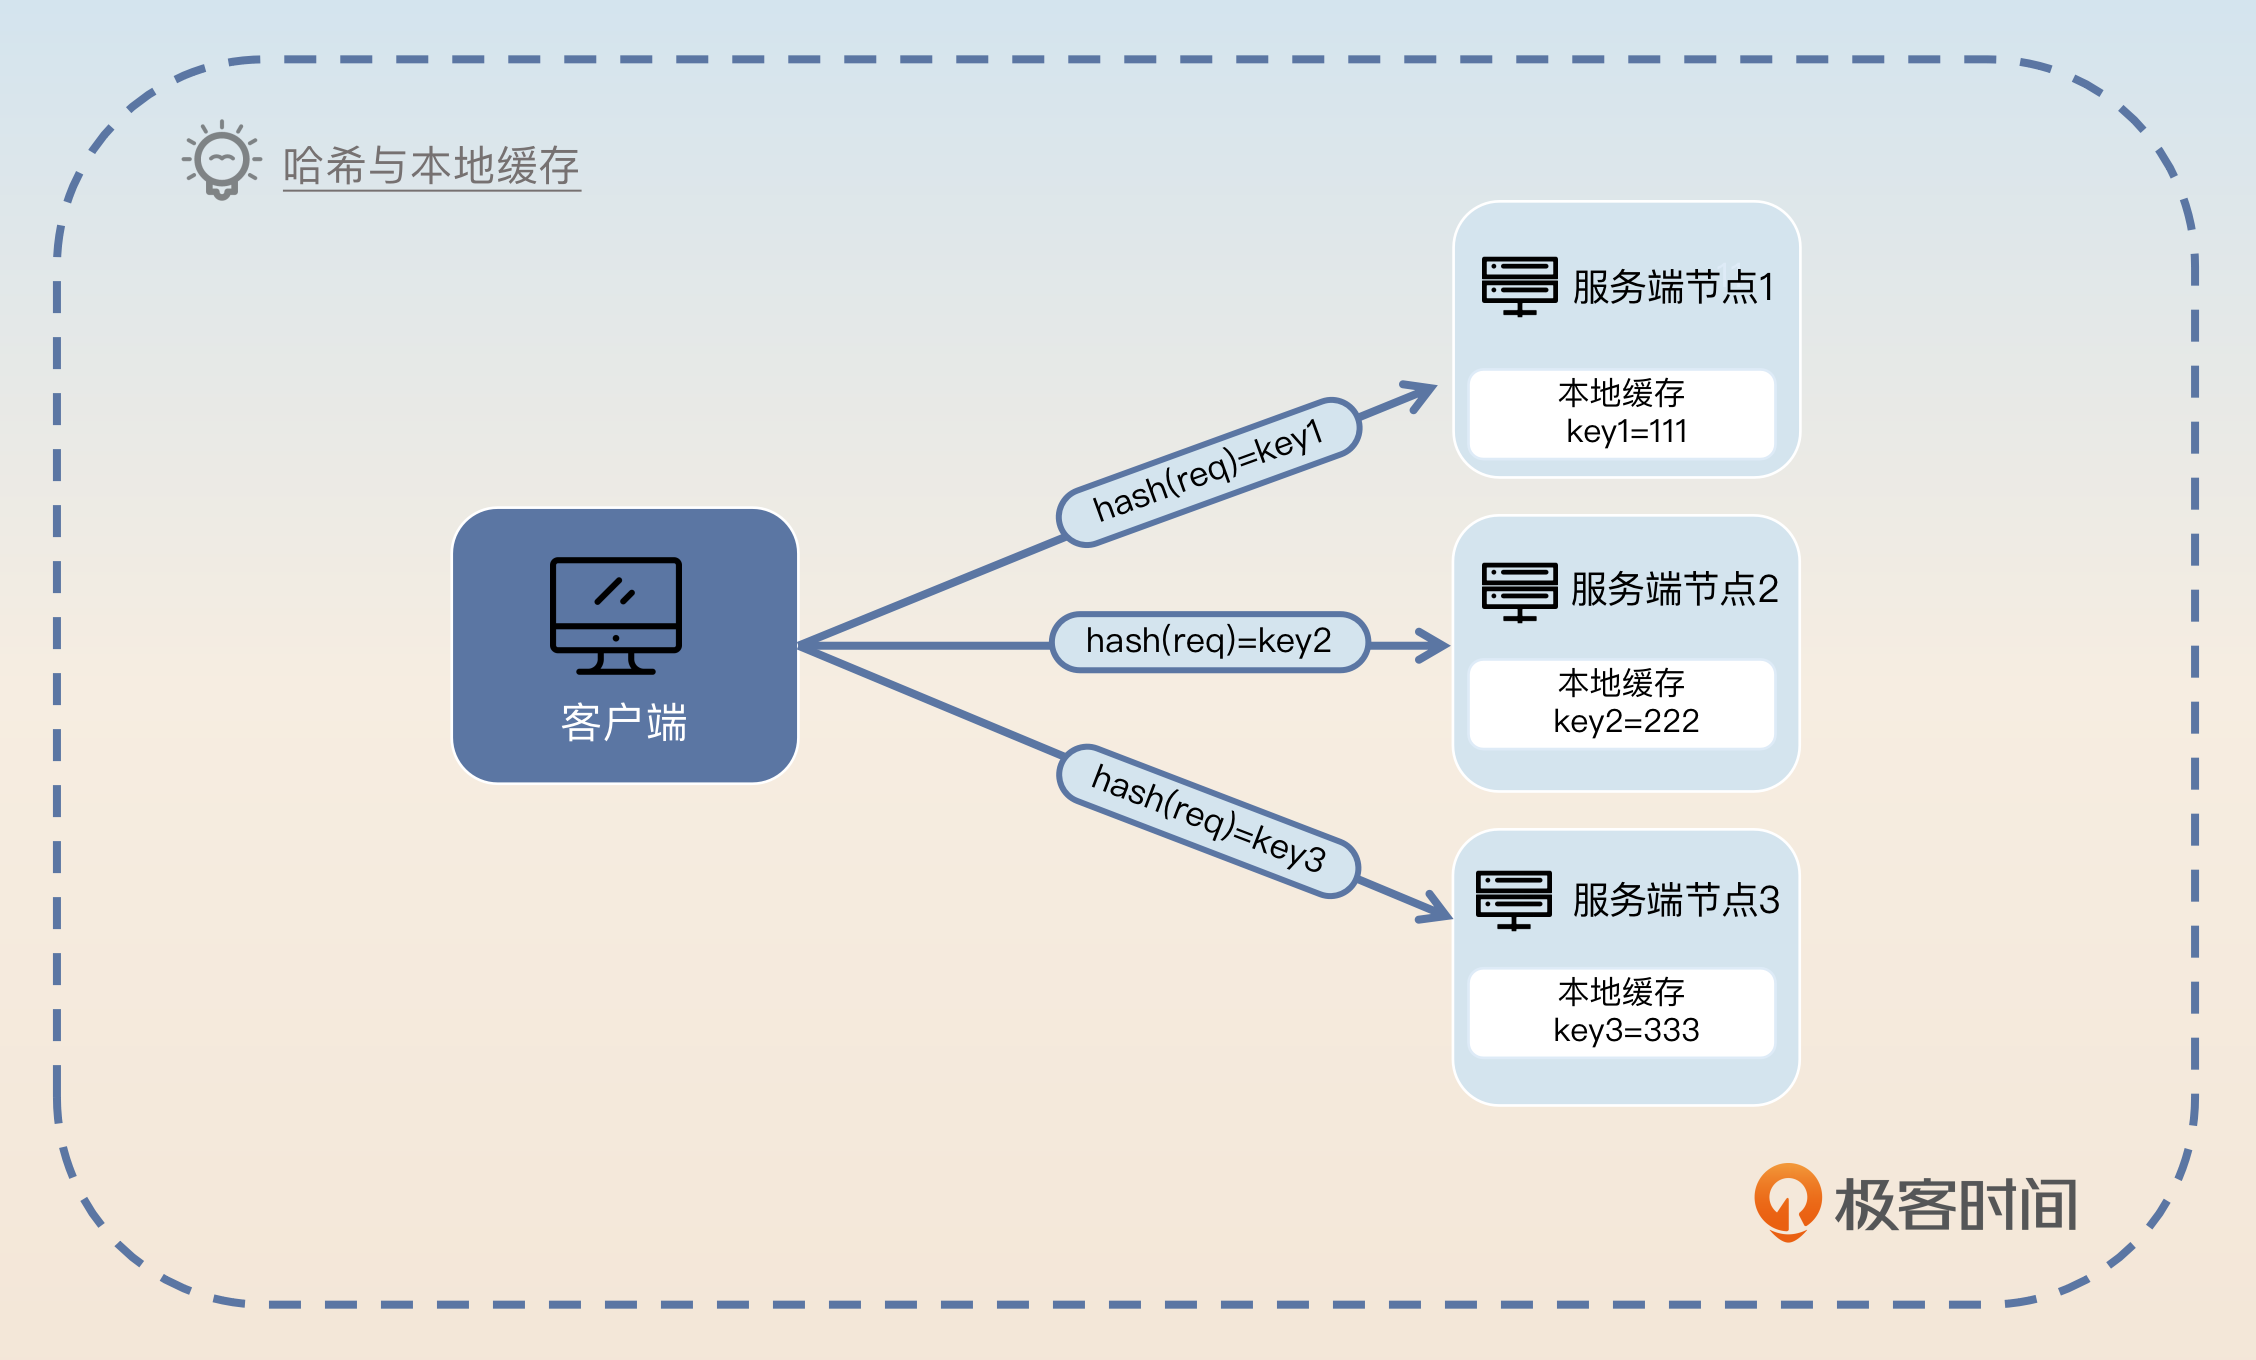 哈希与本地缓存
服务端节点1
本地缓存
key1=111
hash(req)=key1
客户端
hash(req)=key2
服务端节点2
本地缓存
key2=222
hash(req)=key3
服务端节点3
本地缓存
key3=333
极客时间